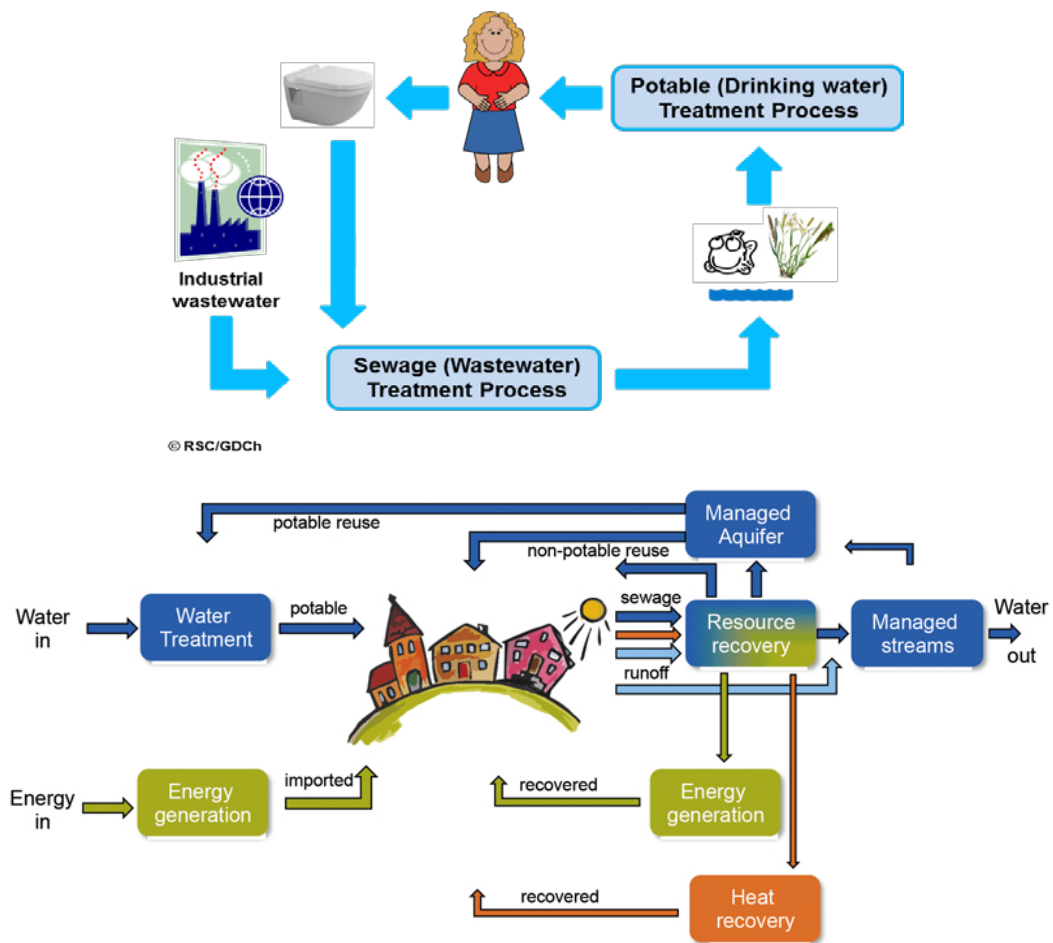 Potable (Drinking water)
Treatment Process
Industrial
wastewater
Sewage (Wastewater)
Treatment Process
© RSC/GDCh
potable reuse
Managed
Aquifer
non-potable reuse
Water
in
Water
Treatment
potable
sewage
runoff
Resource
recovery
Managed
streams
Water
out
Energy
in
Energy
generation
imported
recovered
Energy
generation
recovered
Heat
recovery